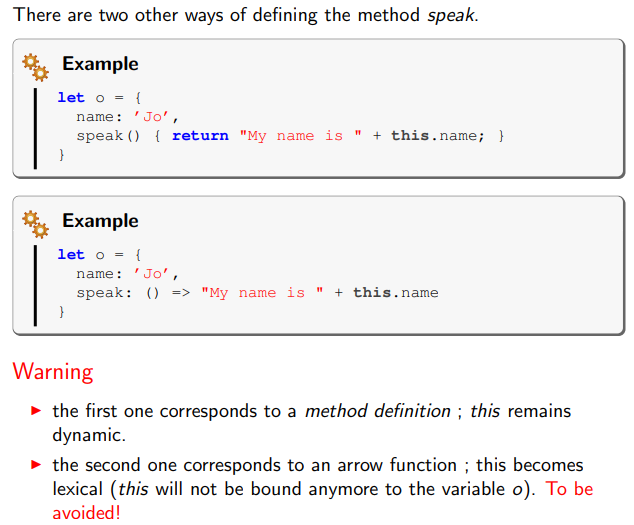 There are two other ways of defining the method speak.
Example
let o = {
name: 'Jo',
speak() { return "My name is " + this.name; }
}
Example
let o = {
name: 'Jo',
speak: () => "My name is " + this.name
}
Warning
the first one corresponds to a method definition ; this remains
dynamic.
the second one corresponds to an arrow function ; this becomes
lexical (this will not be bound anymore to the variable o). To be
avoided!